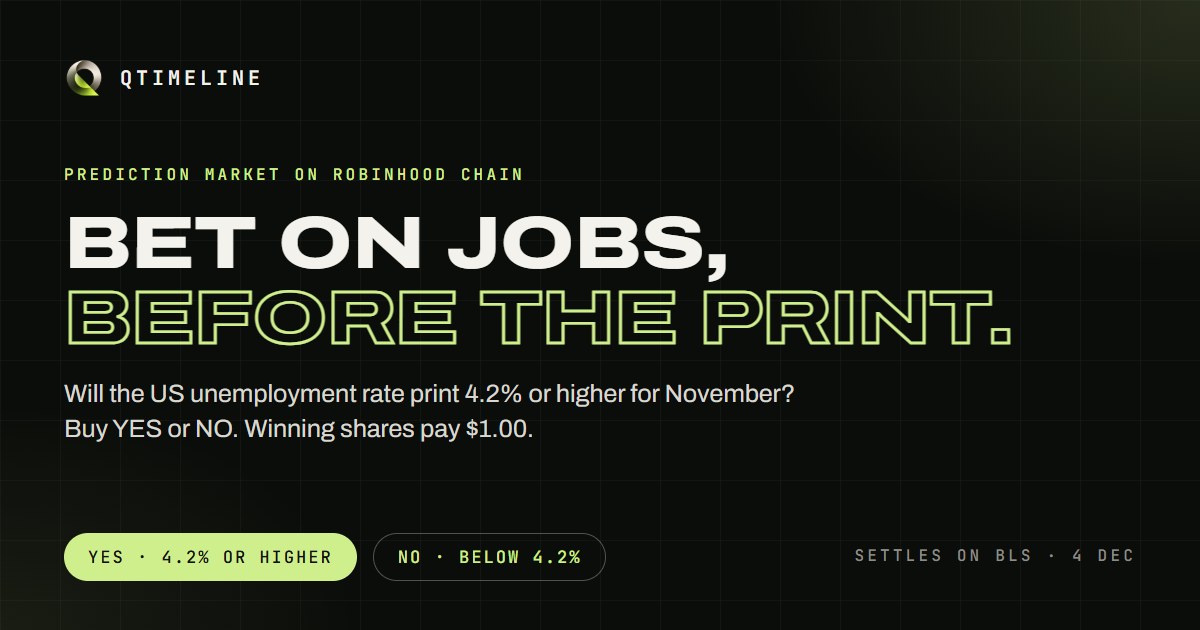 QTIMELINE
PREDICTION MARKET ON ROBINHOOD CHAIN
BET ON JOBS,
BEFORE THE PRINT.
Will the US unemployment rate print 4.2% or higher for November?
Buy YES or NO. Winning shares pay $1.00.
YES · 4.2% OR HIGHER
NO · BELOW 4.2%
SETTLES ON BLS · 4 DEC